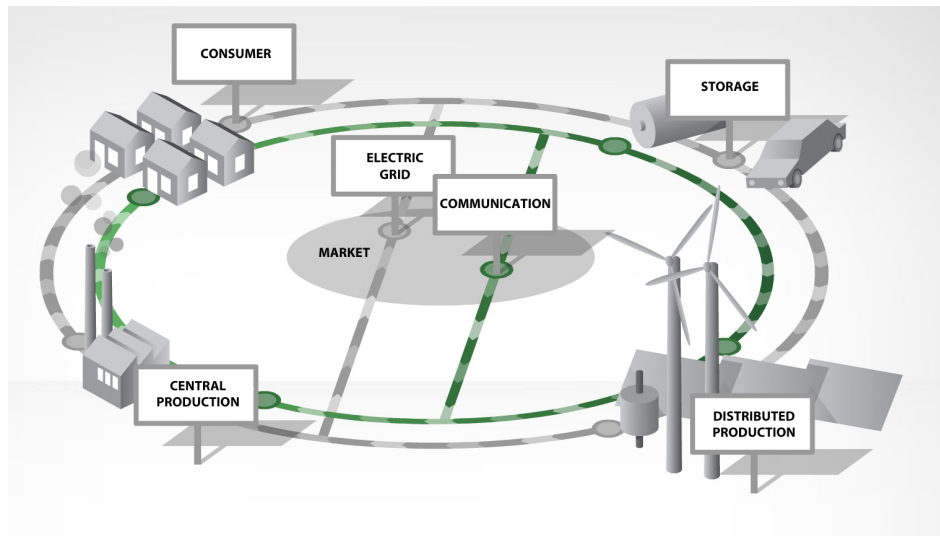 CONSUMER
STORAGE
ELECTRIC
GRID
COMMUNICATION
MARKET
CENTRAL
PRODUCTION
DISTRIBUTED
PRODUCTION